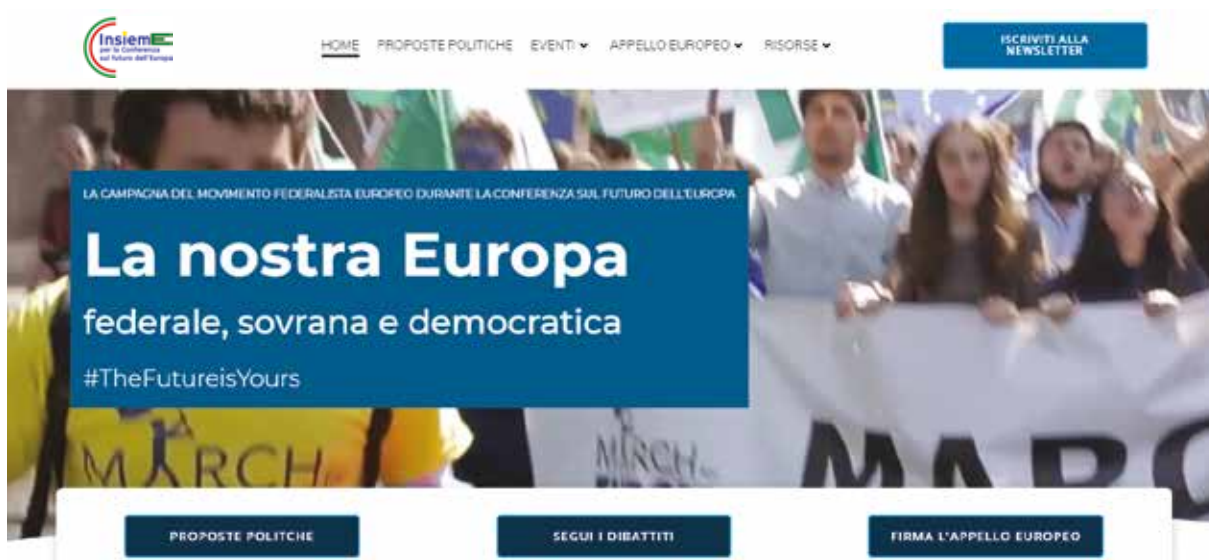 InsiemE
per la Conferenza
sul futuro dell'Europa
HOME PROPOSTE POLITICHE EVENTI APPELLO EUROPEO RISORSE
ISCRIVITI ALLA
NEWSLETTER
LA CAMPAGNA DEL MOVIMENTO FEDERALISTA EUROPEO DURANTE LA CONFERENZA SUL FUTURO DELL'EUROPA
La nostra Europa
federale, sovrana e democratica
#TheFutureisYours
MARCH
MARCH
MARC
PROPOSTE POLITCHE SEGUI I DIBATTITI FIRMA L'APPELLO EUROPEO